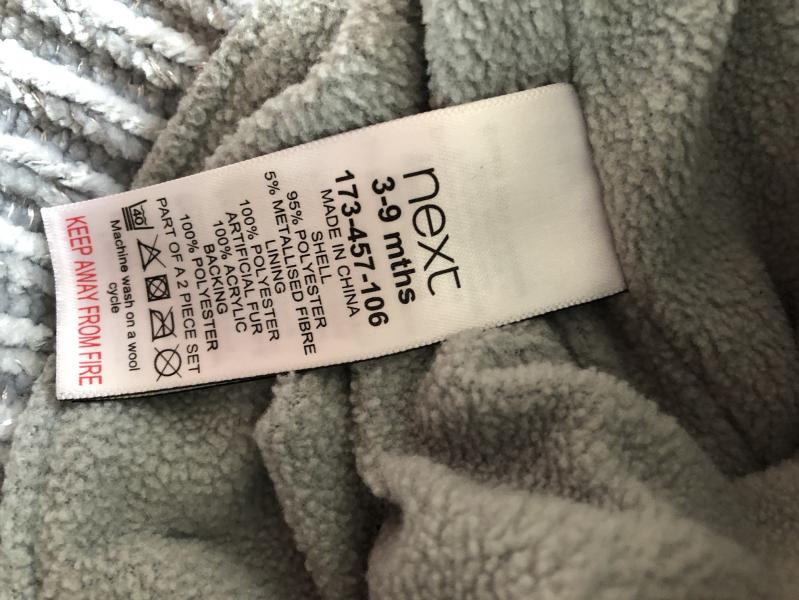 next
3-9 mths
173-457-106
MADE IN CHINA
SHELL
95% POLYESTER
5% METALLISED FIBRE
LINING
100% POLYESTER
ARTIFICIAL FUR
100% ACRYLIC
BACKING
100% POLYESTER
PART OF A 2 PIECE SET
40
Machine wash on a wool
cycle
KEEP AWAY FROM FIRE